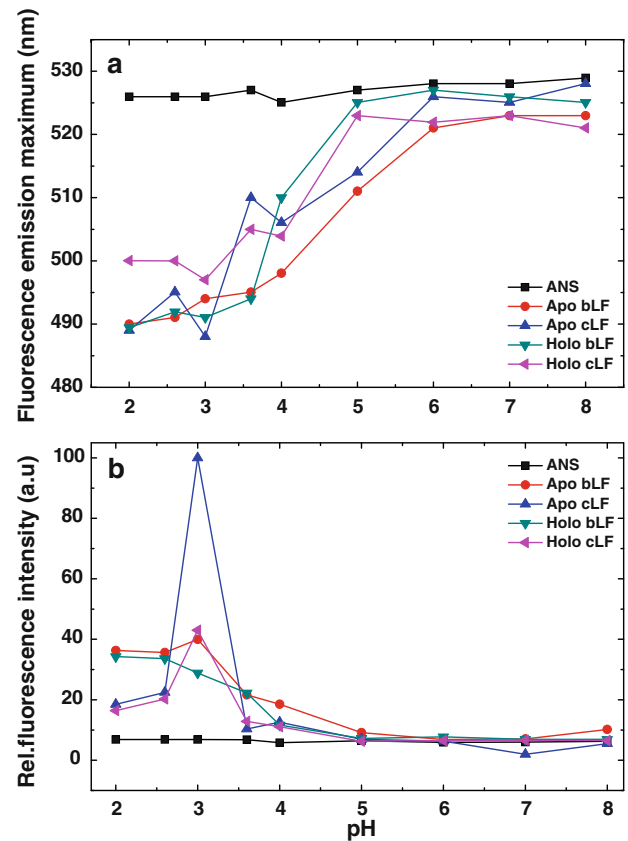 a
Fluorescence emission maximum (nm)
530
520
510
500
490
480
2 3 4 5 6 7 8
ANS
Apo bLF
Apo cLF
Holo bLF
Holo cLF
b
Rel.fluorescence intensity (a.u)
100
80
60
40
20
0
2 3 4 5 6 7 8
pH
ANS
Apo bLF
Apo cLF
Holo bLF
Holo cLF